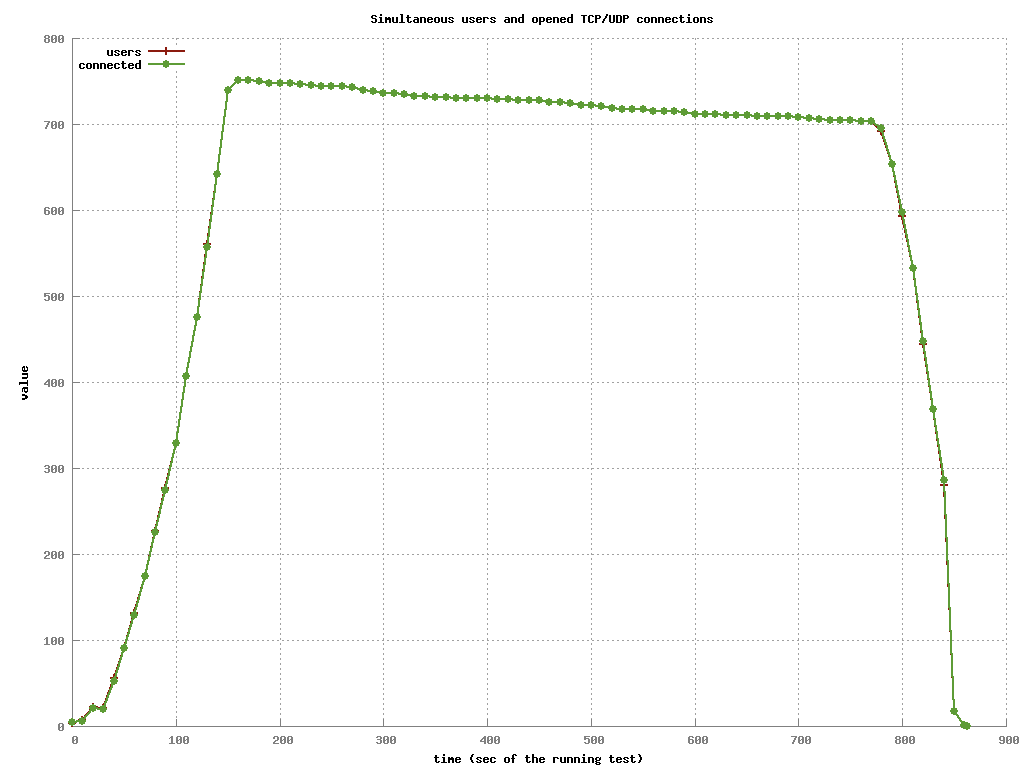 Simultaneous users and opened TCP/UDP connections
users
connected
value
800
700
600
500
400
300
200
100
0
0 100 200 300 400 500 600 700 800 900
time (sec of the running test)